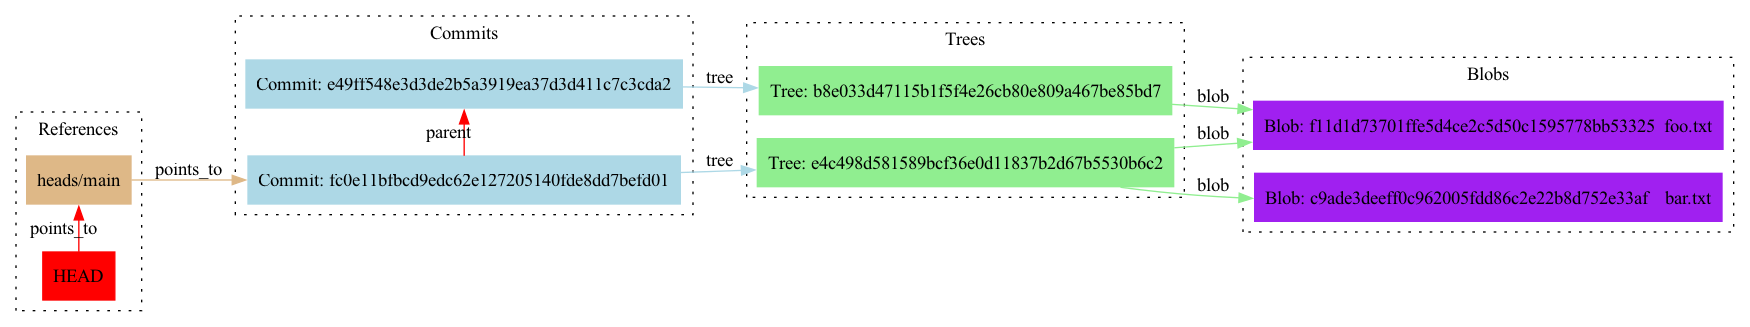 References
heads/main
points_to
HEAD
points_to
Commits
Commit: e49ff548e3d3de2b5a3919ea37d3d411c7c3cda2
parent
Commit: fc0e11bfbcd9edc62e127205140fde8dd7befd01
tree
tree
Trees
Tree: b8e033d47115b1f5f4e26cb80e809a467be85bd7
Tree: e4c498d581589bcf36e0d11837b2d67b5530b6c2
blob
blob
blob
Blobs
Blob: f11d1d73701ffe5d4ce2c5d50c1595778bb53325 foo.txt
Blob: c9ade3deeff0c962005fdd86c2e22b8d752e33af bar.txt